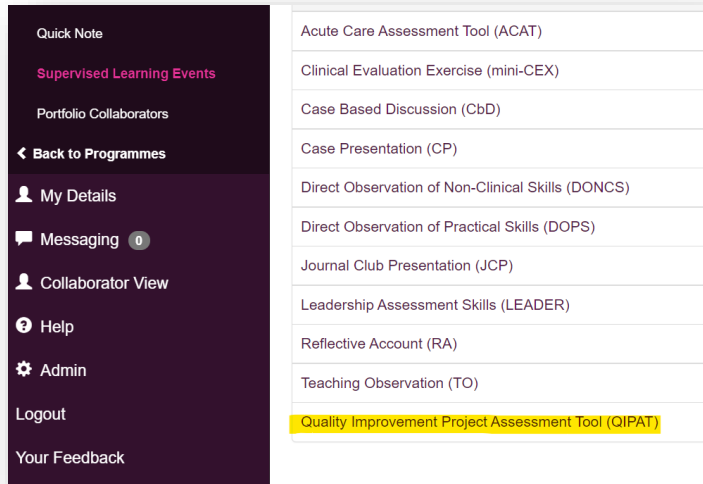 Quick Note
Supervised Learning Events
Portfolio Collaborators
Back to Programmes
My Details
Messaging 0
Collaborator View
Help
Admin
Logout
Your Feedback
Acute Care Assessment Tool (ACAT)
Clinical Evaluation Exercise (mini-CEX)
Case Based Discussion (CbD)
Case Presentation (CP)
Direct Observation of Non-Clinical Skills (DONCS)
Direct Observation of Practical Skills (DOPS)
Journal Club Presentation (JCP)
Leadership Assessment Skills (LEADER)
Reflective Account (RA)
Teaching Observation (TO)
Quality Improvement Project Assessment Tool (QIPAT)